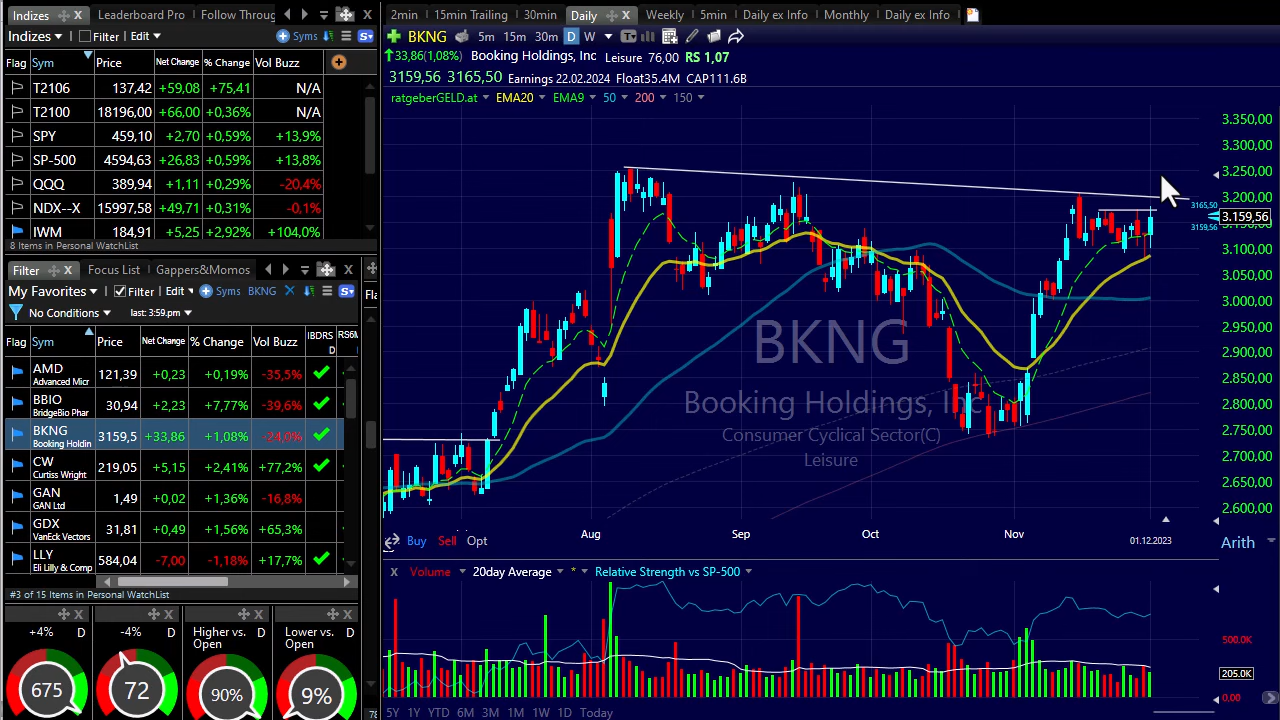 Indizes
Leaderboard Pro
Follow Throug
Indizes
Filter
Edit
Flag Sym Price Net Change % Change Vol Buzz
T2106 137,42 +59,08 +75,41 N/A
T2100 18196,00 +66,00 +0,36% N/A
SPY 459,10 +2,70 +0,59% +13,9%
SP-500 4594,63 +26,83 +0,59% +13,8%
QQQ 389,94 +1,11 +0,29% -20,4%
NDX--X 15997,58 +49,71 +0,31% -0,1%
IWM 184,91 +5,25 +2,92% +104,0%
8 Items in Personal WatchList
Filter
Focus List
Gappers&Momos
My Favorites
Filter
Edit
Syms
BKNG
Fla
No Conditions
last: 3:59pm
Flag Sym Price Net Change % Change Vol Buzz IBDRS D RS6M
AMD 121,39 +0,23 +0,19% -35,5%
Advanced Micr
BBIO 30,94 +2,23 +7,77% -39,6%
BridgeBio Phar
BKNG 3159,5 +33,86 +1,08% -24,0%
Booking Holdin
CW 219,05 +5,15 +2,41% +77,2%
Curtiss Wright
GAN 1,49 +0,02 +1,36% -16,8%
GAN Ltd
GDX 31,81 +0,49 +1,56% +65,3%
VanEck Vectors
LLY 584,04 -7,00 -1,18% +17,7%
Eli Lilly & Comp
#3 of 15 Items in Personal WatchList
+4% D
-4% D
Higher vs. Open D
Lower vs. Open D
675
72
90%
9%
2min
15min Trailing
30min
Daily
Weekly
5min
Daily ex Info
Monthly
Daily ex Info
BKNG
5m 15m 30m D W
33,86(1,08%) Booking Holdings, Inc Leisure 76,00 RS 1,07
3159,56 3165,50 Earnings 22.02.2024 Float35.4M CAP111.6B
ratgeberGELD.at EMA20 EMA9 50 200 150
3.350,00
3.300,00
3.250,00
3.200,00
3165,50
3.159,56
3159,56
3.100,00
3.050,00
3.000,00
2.950,00
2.900,00
2.850,00
2.800,00
2.750,00
2.700,00
2.650,00
2.600,00
BKNG
Booking Holdings, Inc
Consumer Cyclical Sector(C)
Leisure
Aug Sep Oct Nov
01.12.2023
Buy Sell Opt
Arith
X Volume 20day Average * Relative Strength vs SP-500
500.0K
205.0K
0.00
5Y 1Y YTD 6M 3M 1M 1W 1D Today